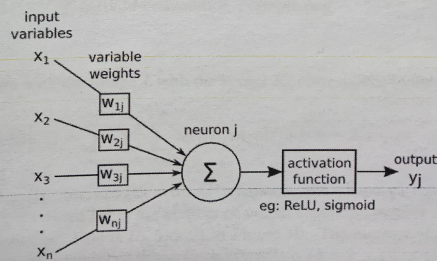 input
variables
variable
weights
x₁
w₁ⱼ
x₂
w₂ⱼ
x₃
w₃ⱼ
.
.
.
wₙⱼ
xₙ
neuron j
Σ
activation
function
eg: ReLU, sigmoid
output
yⱼ